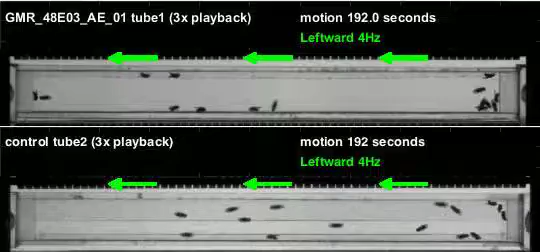 GMR_48E03_AE_01 tube1 (3x playback)
motion 192.0 seconds
Leftward 4Hz
control tube2 (3x playback)
motion 192 seconds
Leftward 4Hz